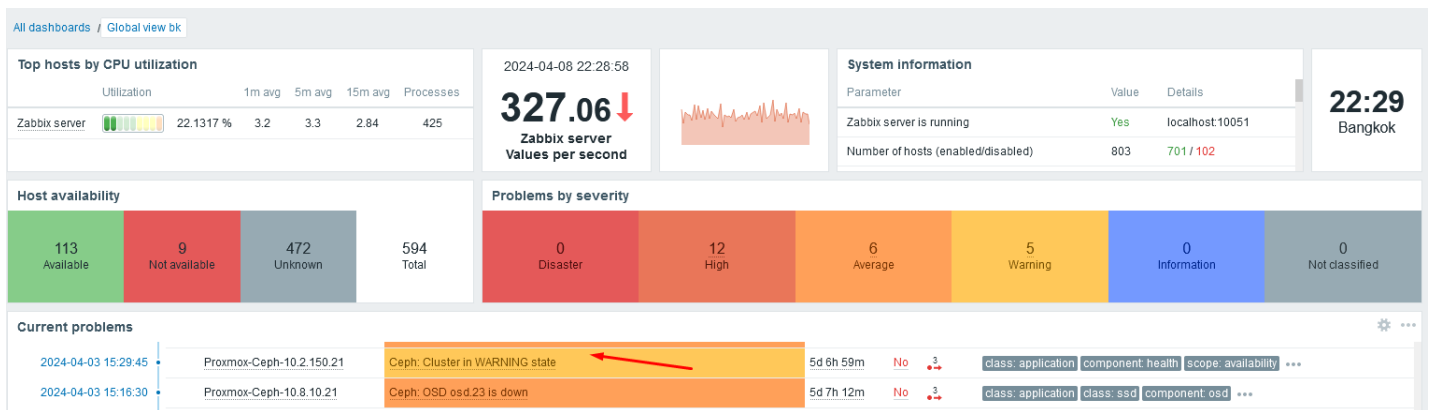 All dashboards / Global view bk
Top hosts by CPU utilization
Utilization 1m avg 5m avg 15m avg Processes
Zabbix server 22.1317 % 3.2 3.3 2.84 425
2024-04-08 22:28:58
327.06
Zabbix server
Values per second
System information
Parameter Value Details
Zabbix server is running Yes localhost:10051
Number of hosts (enabled/disabled) 803 701 / 102
22:29
Bangkok
Host availability
113 9 472 594
Available Not available Unknown Total
Problems by severity
0 12 6 5 0 0
Disaster High Average Warning Information Not classified
Current problems
2024-04-03 15:29:45 Proxmox-Ceph-10.2.150.21 Ceph: Cluster in WARNING state 5d 6h 59m No 3 class: application component: health scope: availability •••
2024-04-03 15:16:30 Proxmox-Ceph-10.8.10.21 Ceph: OSD osd.23 is down 5d 7h 12m No 3 class: application class: ssd component: osd •••